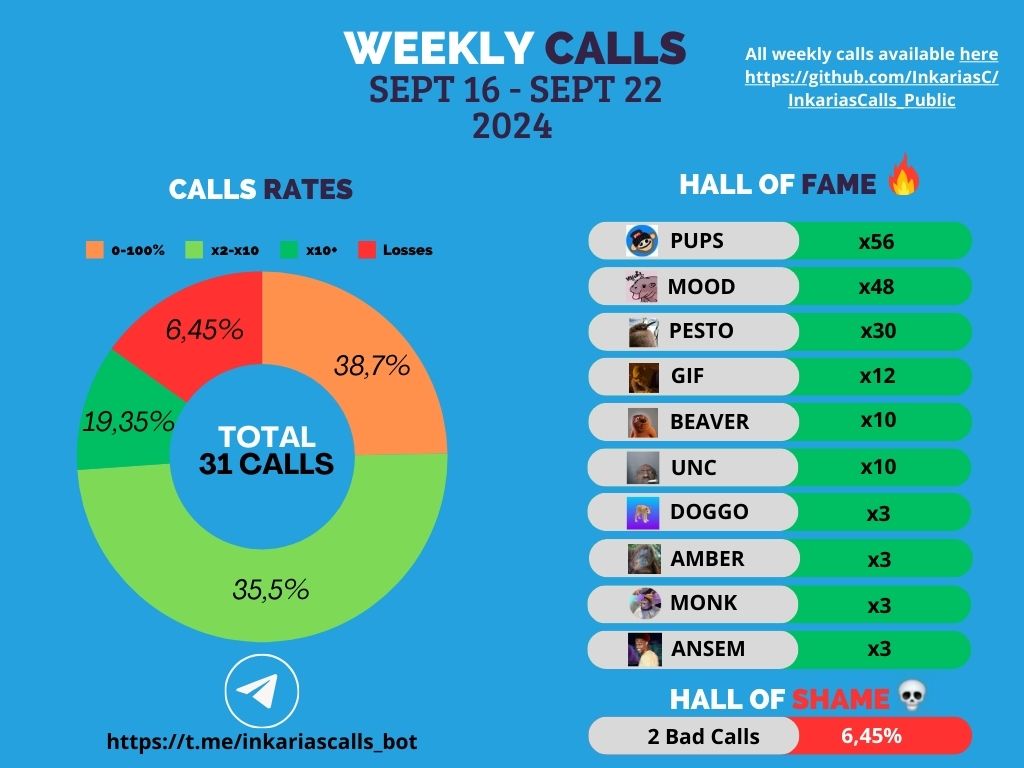 WEEKLY CALLS
SEPT 16 - SEPT 22
2024
All weekly calls available here
https://github.com/InkariasC/
InkariasCalls_Public
CALLS RATES
0-100% x2-x10 x10+ Losses
6,45%
38,7%
19,35%
TOTAL
31 CALLS
35,5%
https://t.me/inkariascalls_bot
HALL OF FAME
PUPS x56
MOOD x48
PESTO x30
GIF x12
BEAVER x10
UNC x10
DOGGO x3
AMBER x3
MONK x3
ANSEM x3
HALL OF SHAME
2 Bad Calls 6,45%